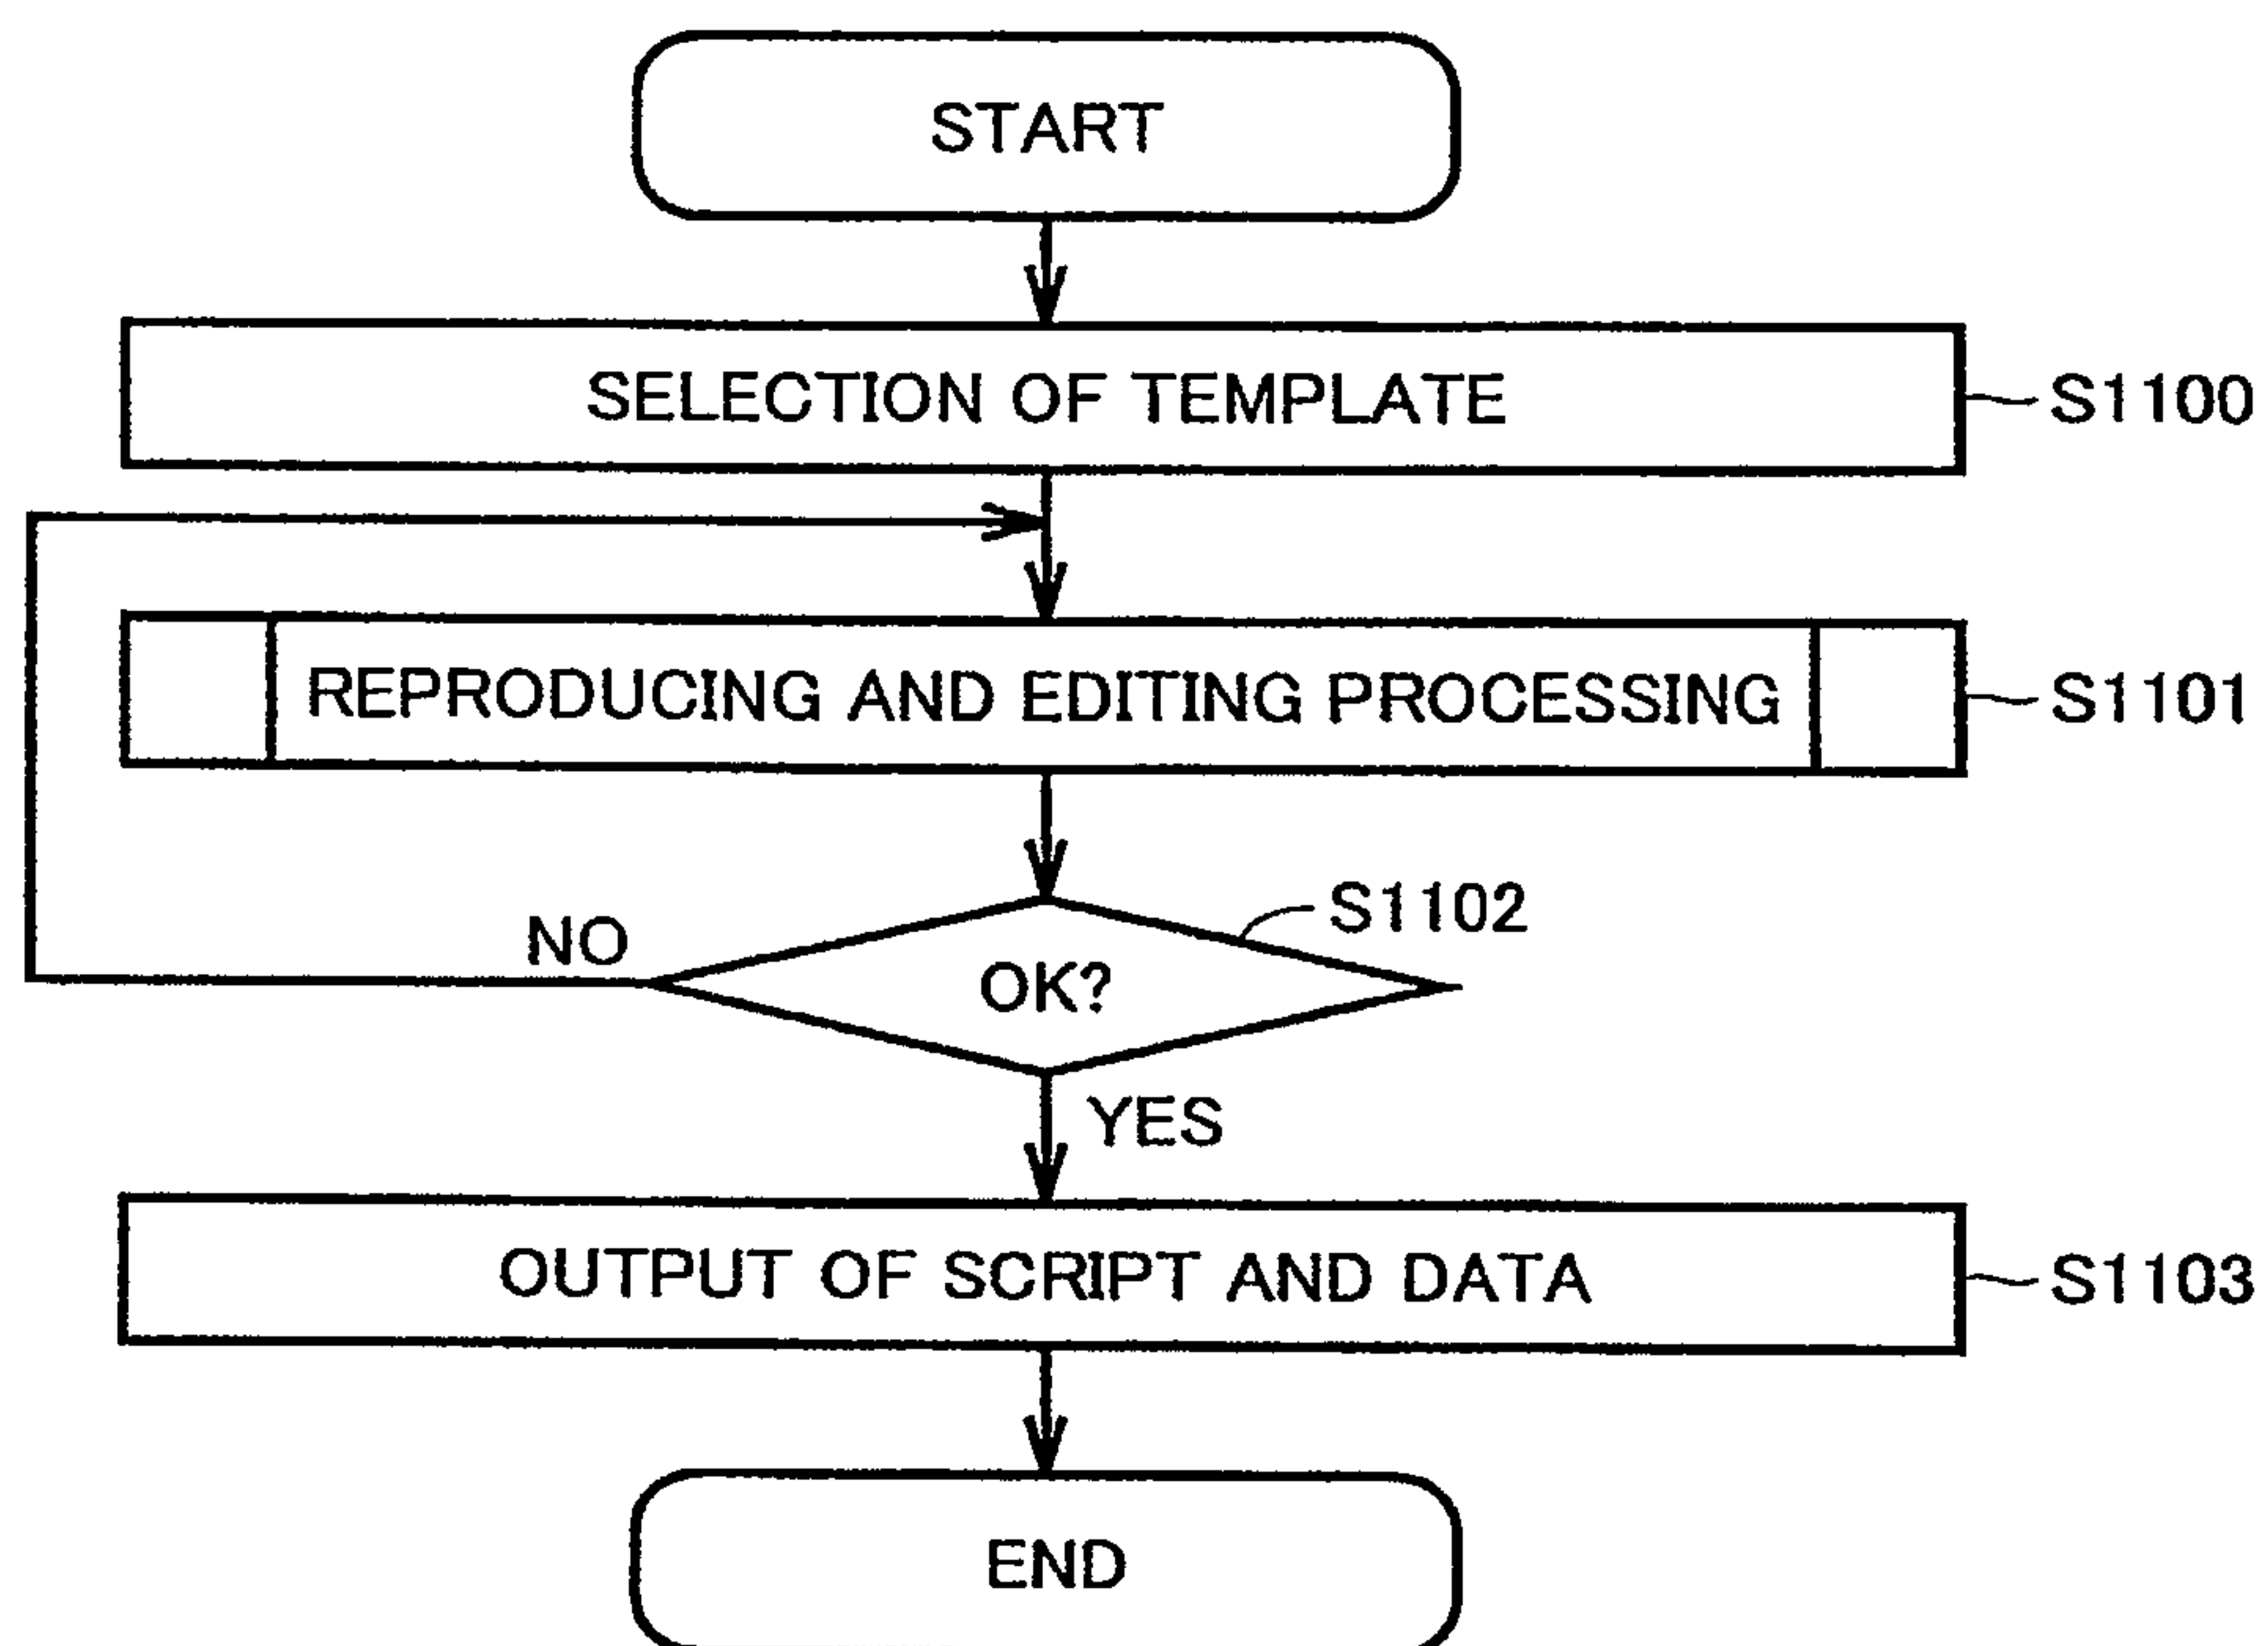 START
SELECTION OF TEMPLATE
S1100
REPRODUCING AND EDITING PROCESSING
S1101
S1102
NO
OK?
YES
OUTPUT OF SCRIPT AND DATA
S1103
END